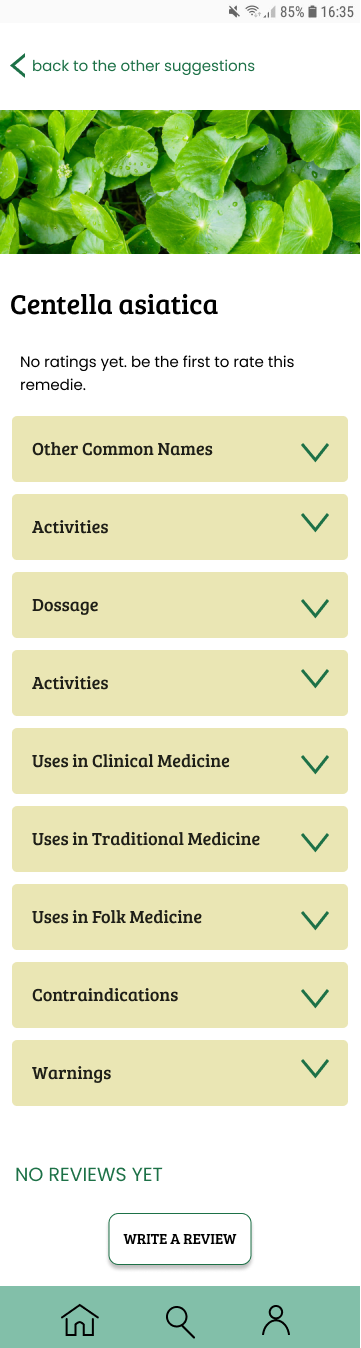 85% 16:35
back to the other suggestions
Centella asiatica
No ratings yet. be the first to rate this
remedie.
Other Common Names
Activities
Dossage
Activities
Uses in Clinical Medicine
Uses in Traditional Medicine
Uses in Folk Medicine
Contraindications
Warnings
NO REVIEWS YET
WRITE A REVIEW